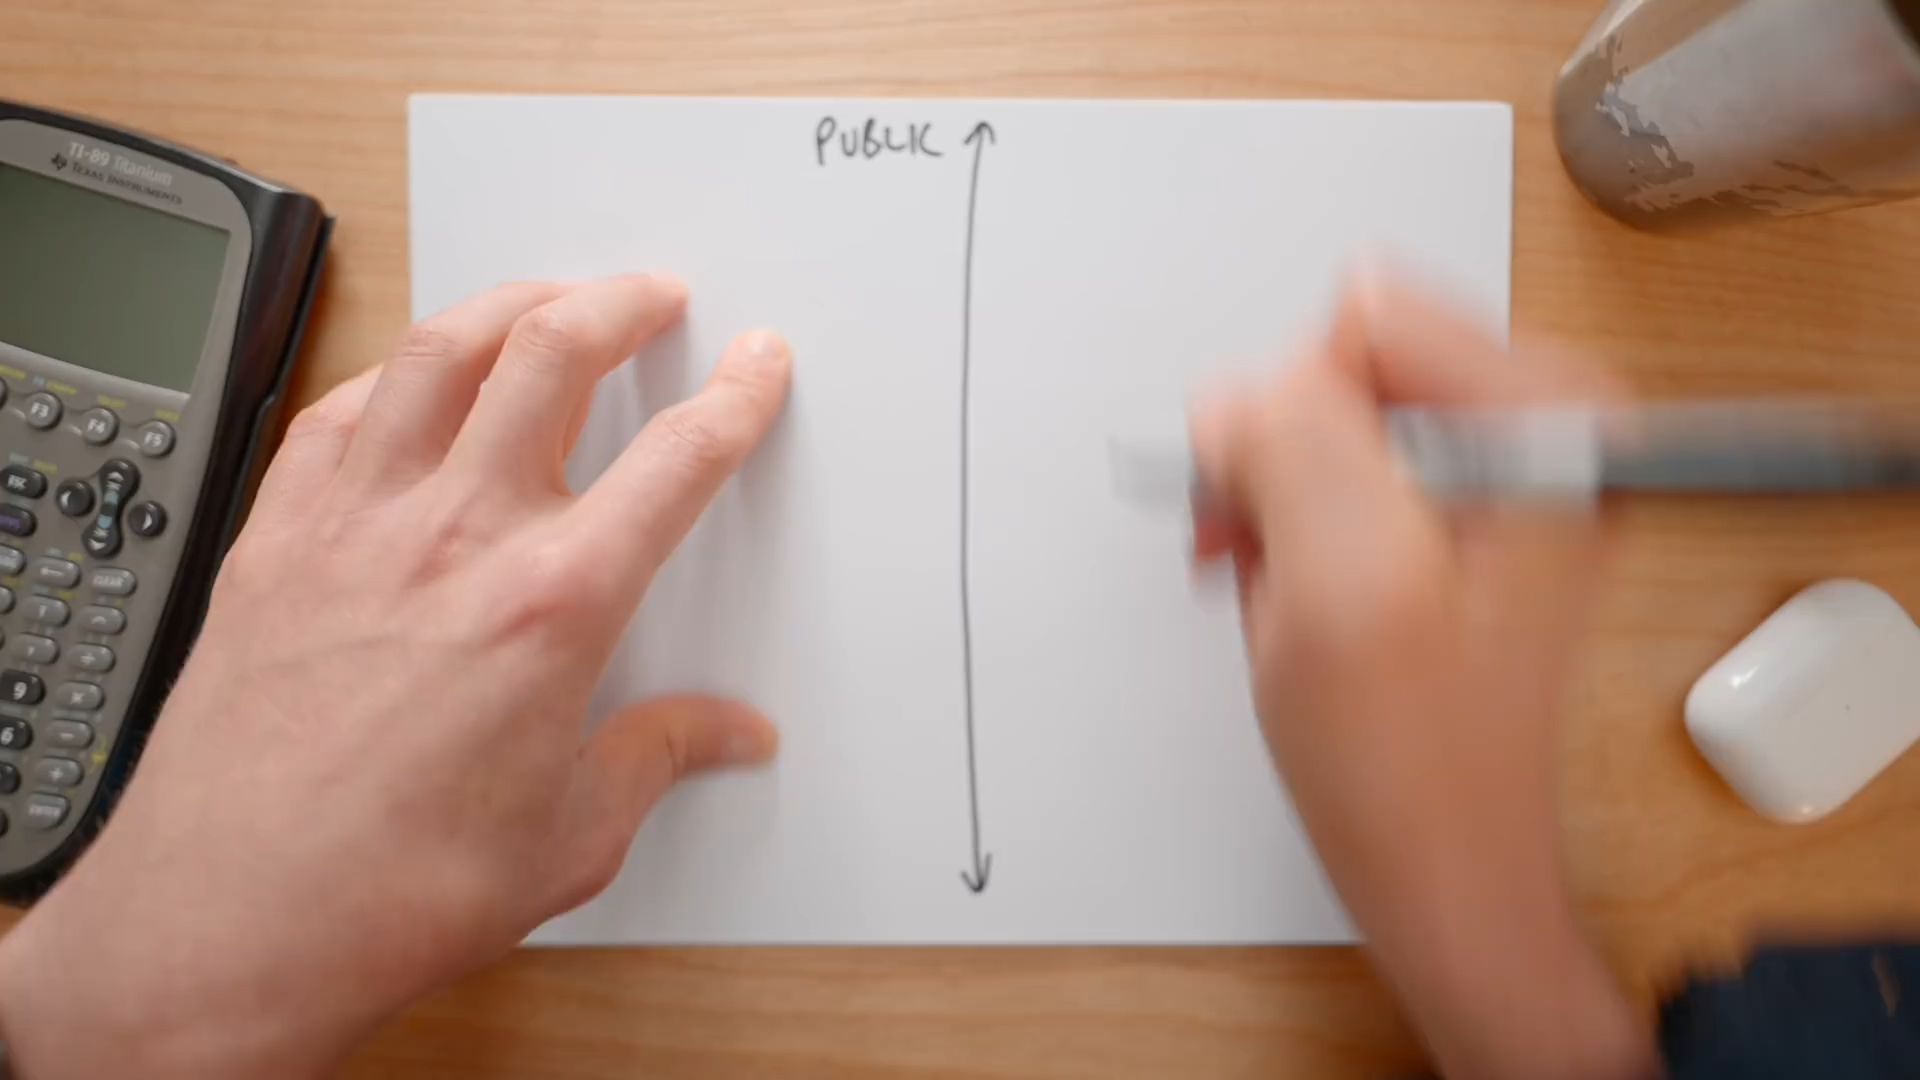 PUBLIC
TI-89 Titanium
TEXAS INSTRUMENTS
F3
F4
F5
ESC
CLEAR
T
9
6
ENTER